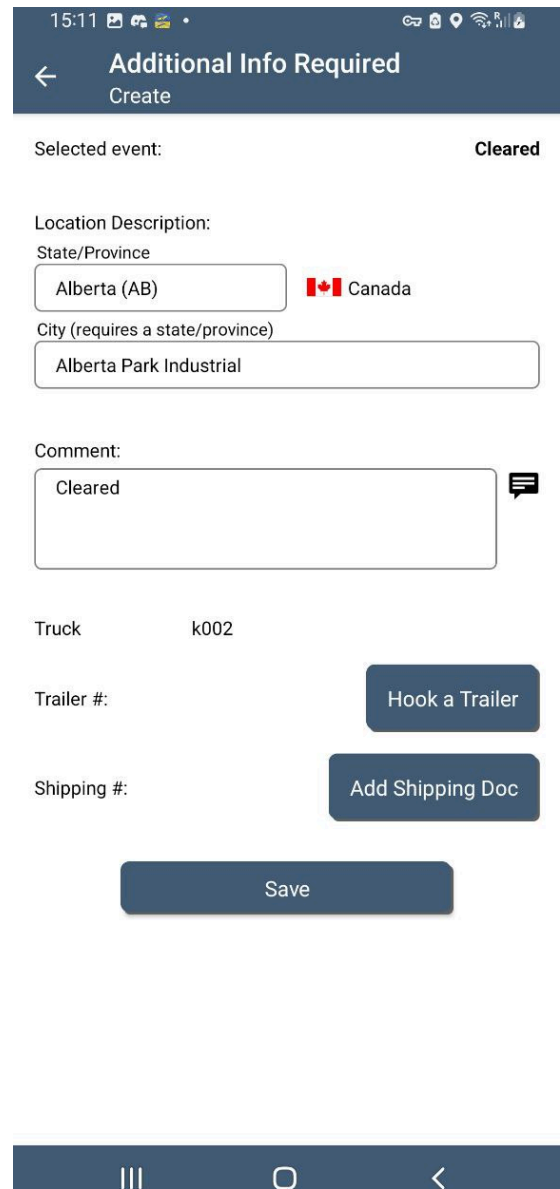 15:11
Additional Info Required
Create
Selected event: Cleared
Location Description:
State/Province
Alberta (AB) Canada
City (requires a state/province)
Alberta Park Industrial
Comment:
Cleared
Truck k002
Trailer #: Hook a Trailer
Shipping #: Add Shipping Doc
Save